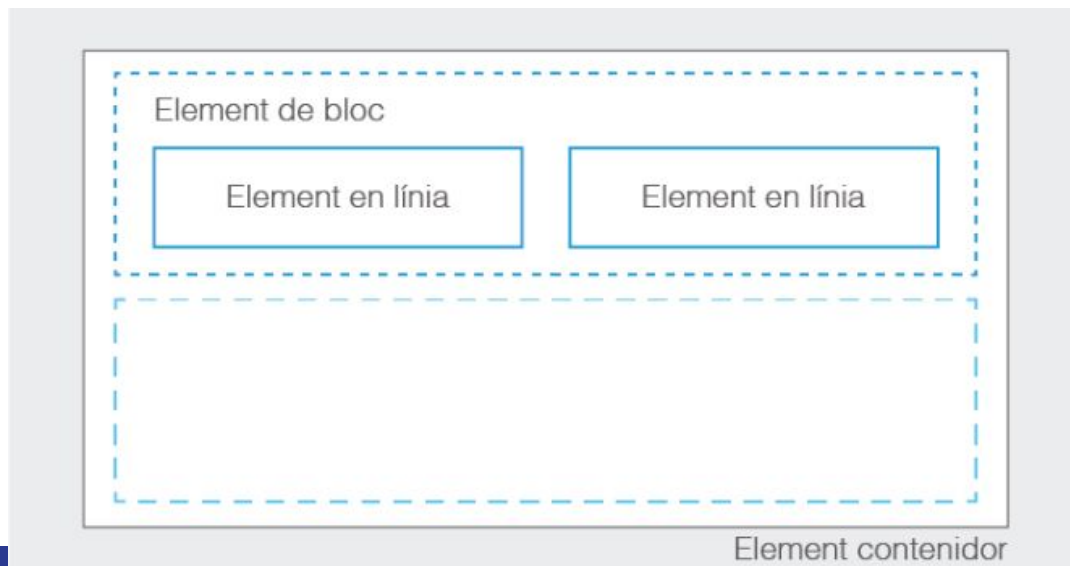 Element de bloc
Element en línia
Element en línia
Element contenidor